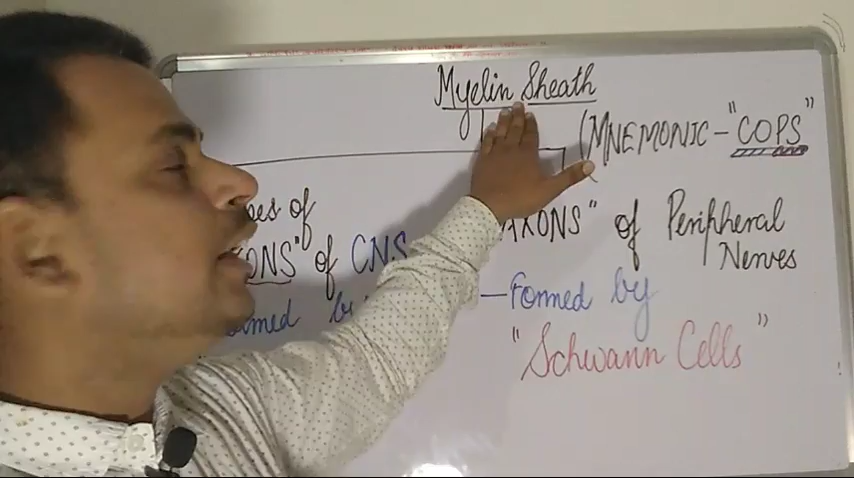 Myelin Sheath
(MNEMONIC - "COPS"
of
of CNS
AXONS" of Peripheral
Nerves
- Formed by
"Schwann Cells"